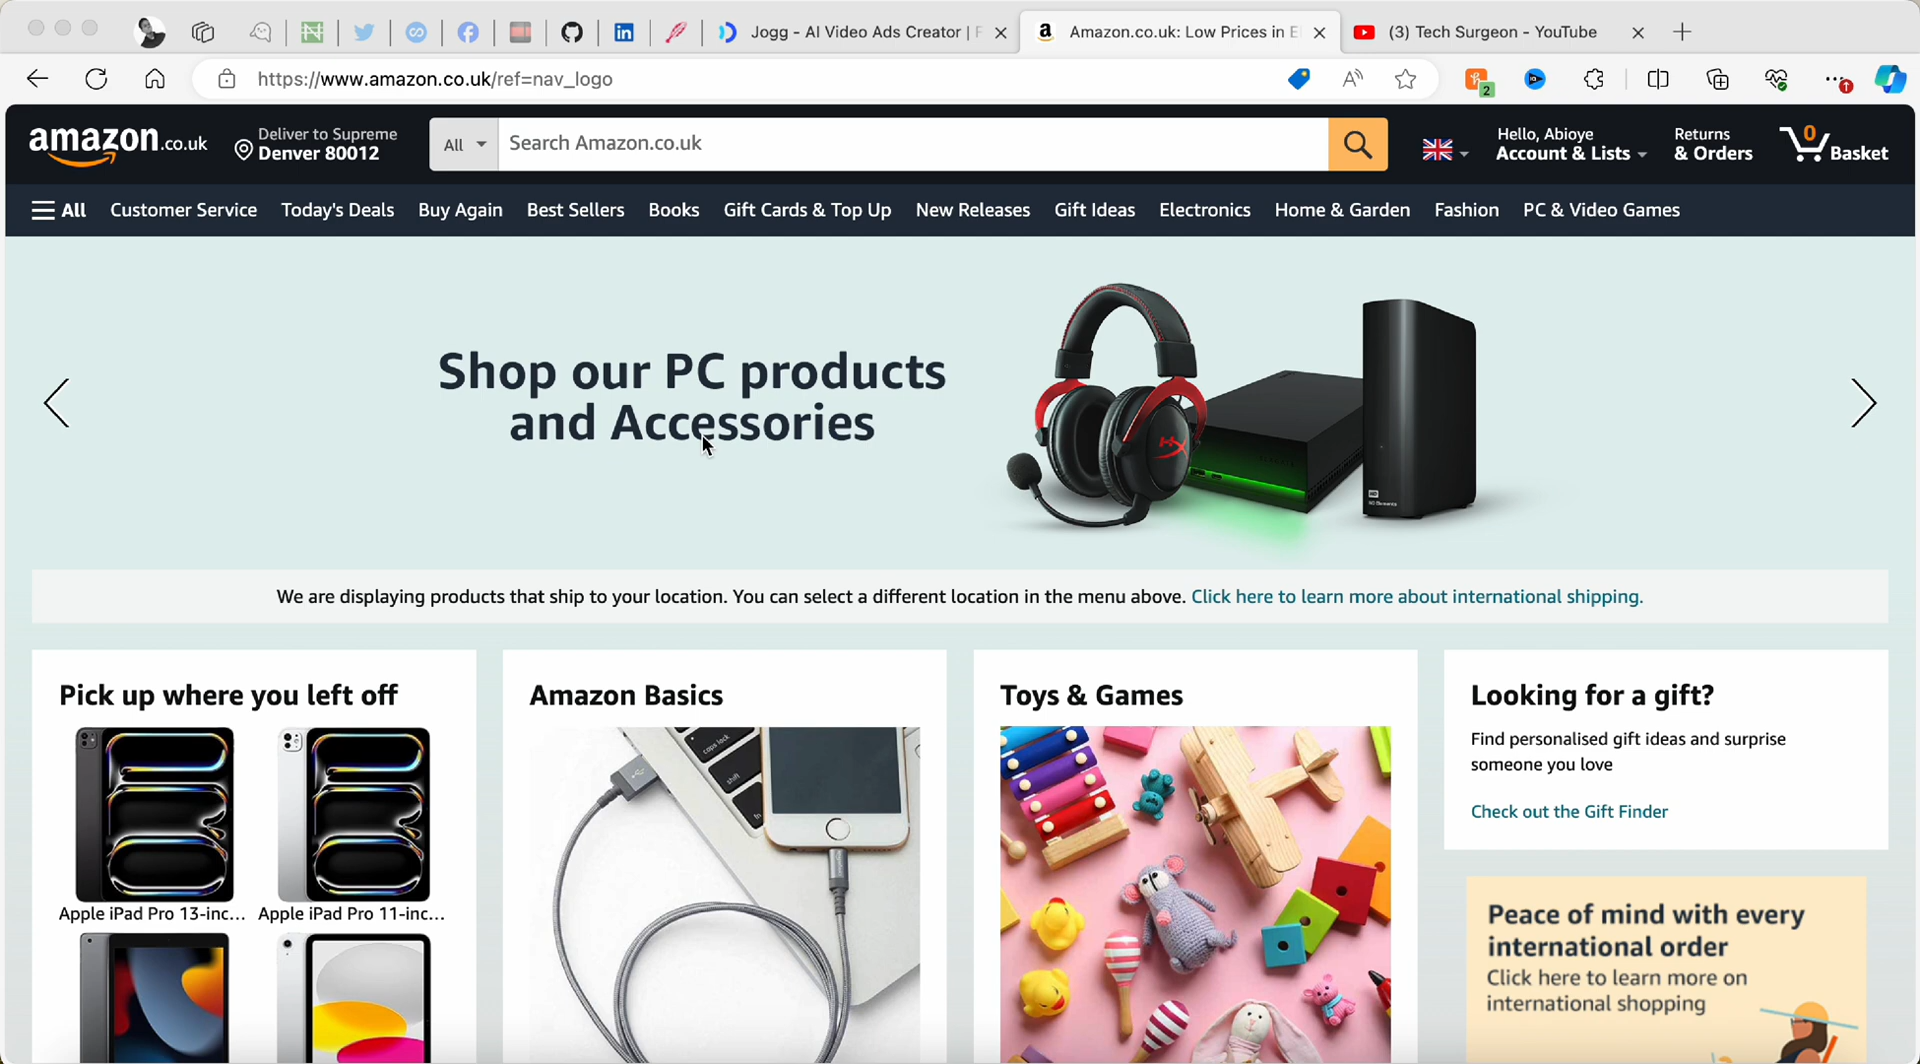 Jogg - AI Video Ads Creator | F
a
Amazon.co.uk: Low Prices in El
(3) Tech Surgeon - YouTube
https://www.amazon.co.uk/ref=nav_logo
2
amazon.co.uk
Deliver to Supreme
Denver 80012
All
Search Amazon.co.uk
Hello, Abioye
Account & Lists
Returns
& Orders
0
Basket
All
Customer Service
Today's Deals
Buy Again
Best Sellers
Books
Gift Cards & Top Up
New Releases
Gift Ideas
Electronics
Home & Garden
Fashion
PC & Video Games
Shop our PC products
and Accessories
We are displaying products that ship to your location. You can select a different location in the menu above. Click here to learn more about international shipping.
Pick up where you left off
Apple iPad Pro 13-inc...
Apple iPad Pro 11-inc...
Amazon Basics
caps lock
shift
Toys & Games
Looking for a gift?
Find personalised gift ideas and surprise
someone you love
Check out the Gift Finder
Peace of mind with every
international order
Click here to learn more on
international shopping